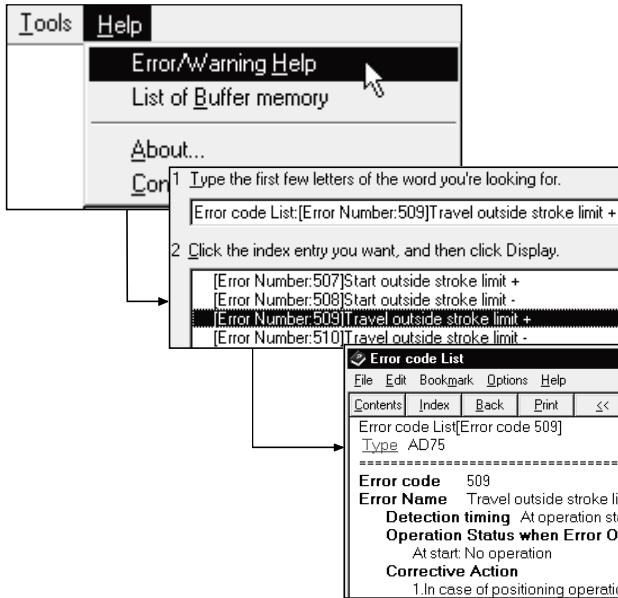 Tools Help
Error/Warning Help
List of Buffer memory
About...
1 Type the first few letters of the word you're looking for.
Error code List:[Error Number:509]Travel outside stroke limit +
2 Click the index entry you want, and then click Display.
[Error Number:507]Start outside stroke limit +
[Error Number:508]Start outside stroke limit -
[Error Number:509]Travel outside stroke limit +
[Error Number:510]Travel outside stroke limit -
Error code List
File Edit Bookmark Options Help
Contents Index Back Print <<
Error code List[Error code 509]
Type AD75
Error code 509
Error Name Travel outside stroke
Detection timing At operation
Operation Status when Error
At start: No operation
Corrective Action
1.In case of positioning